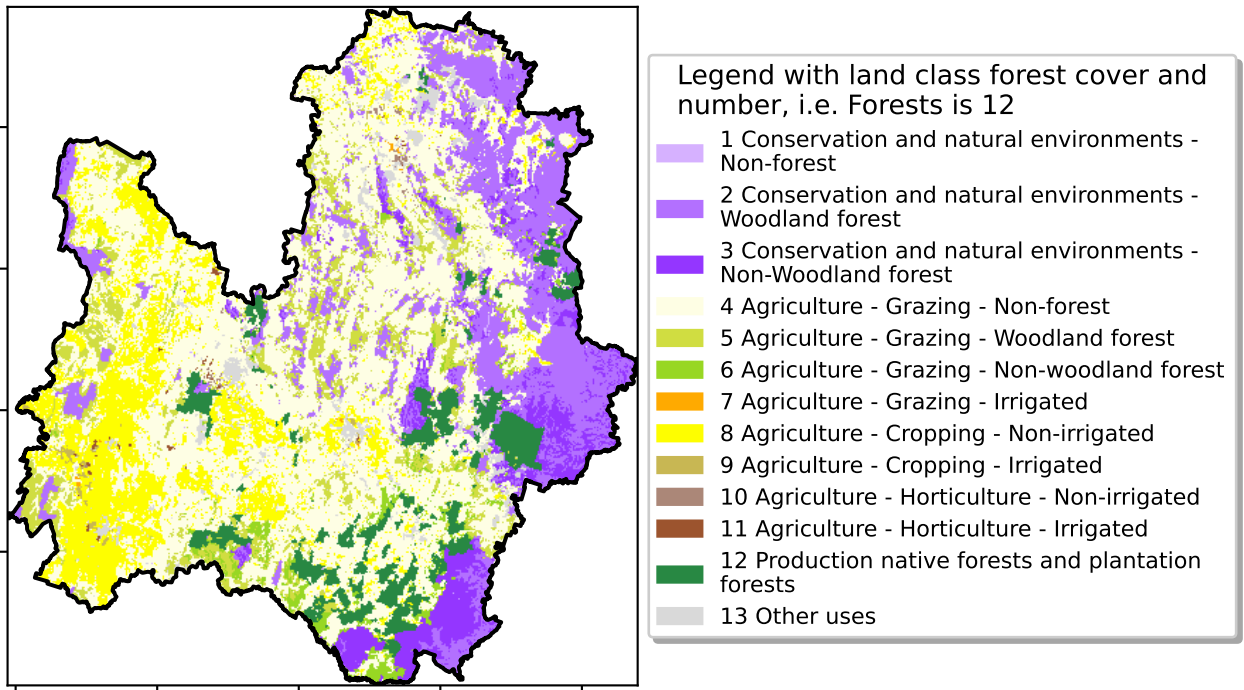 Legend with land class forest cover and
number, i.e. Forests is 12
1 Conservation and natural environments -
Non-forest
2 Conservation and natural environments -
Woodland forest
3 Conservation and natural environments -
Non-Woodland forest
4 Agriculture - Grazing - Non-forest
5 Agriculture - Grazing - Woodland forest
6 Agriculture - Grazing - Non-woodland forest
7 Agriculture - Grazing - Irrigated
8 Agriculture - Cropping - Non-irrigated
9 Agriculture - Cropping - Irrigated
10 Agriculture - Horticulture - Non-irrigated
11 Agriculture - Horticulture - Irrigated
12 Production native forests and plantation
forests
13 Other uses